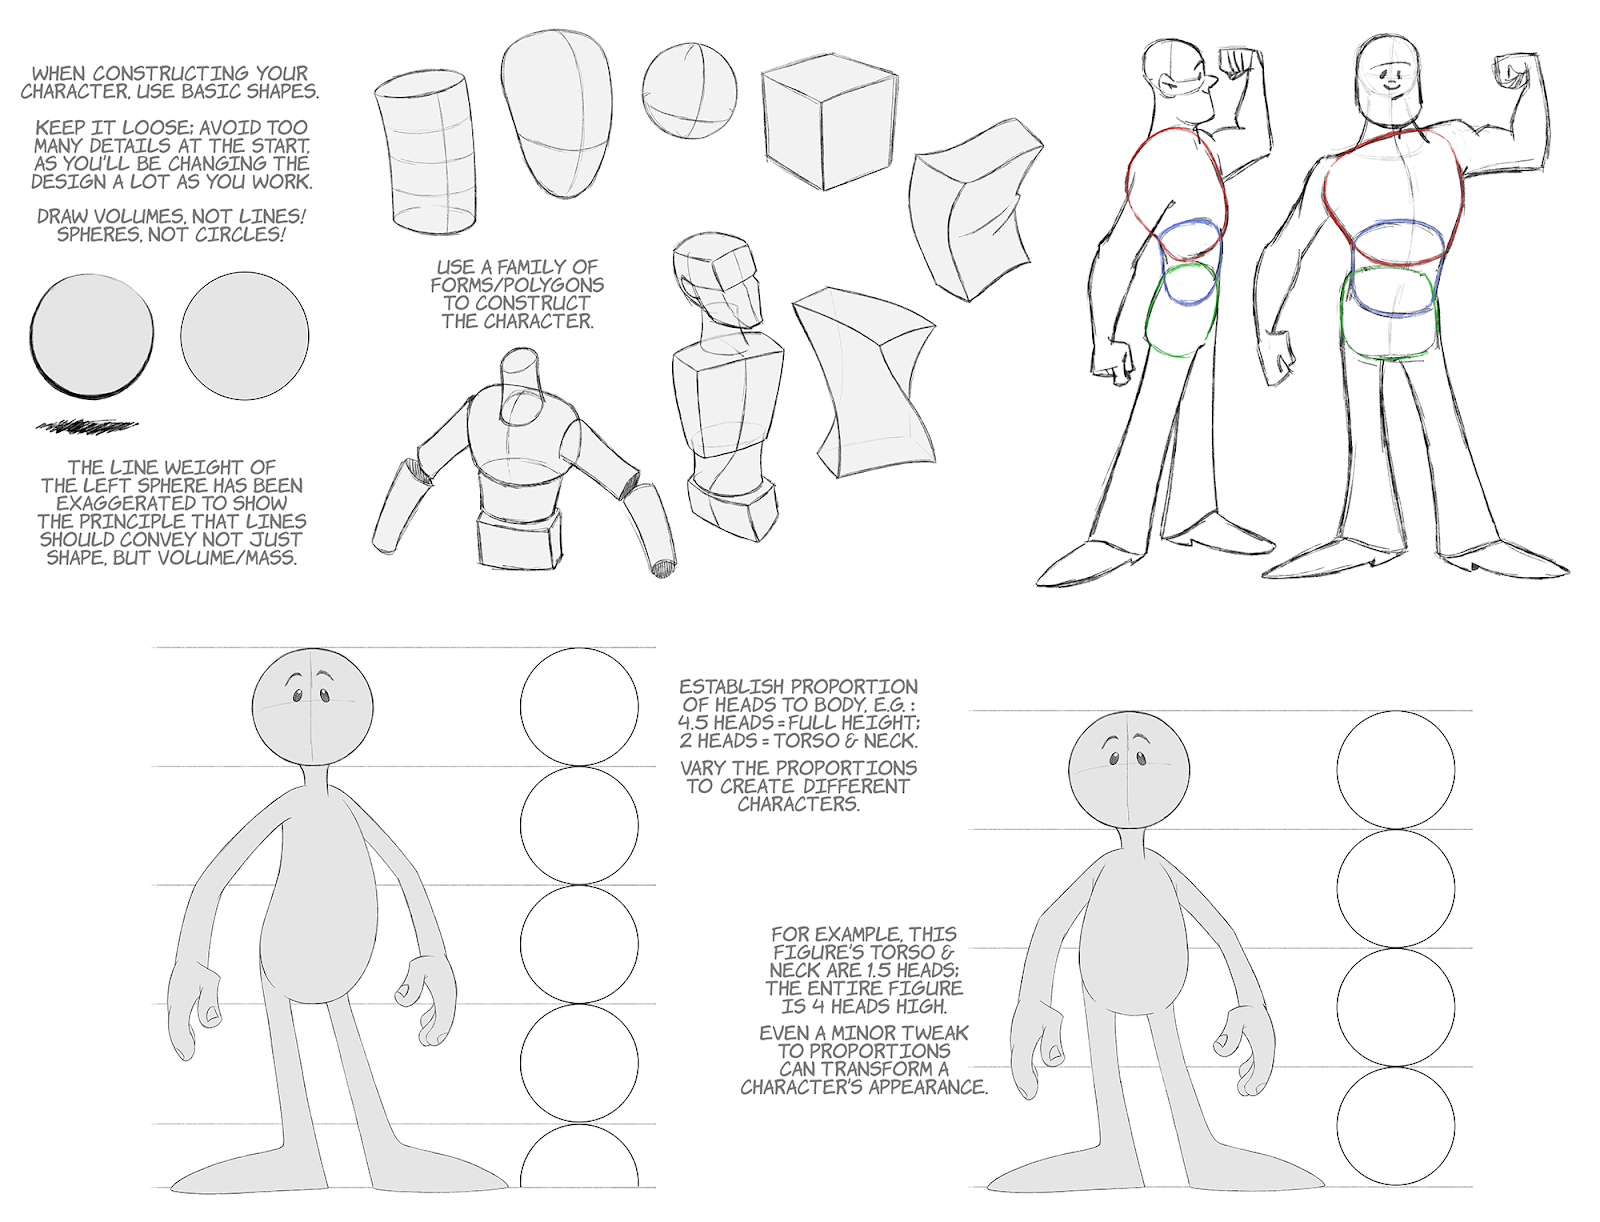 WHEN CONSTRUCTING YOUR
CHARACTER, USE BASIC SHAPES.
KEEP IT LOOSE; AVOID TOO
MANY DETAILS AT THE START,
AS YOU'LL BE CHANGING THE
DESIGN A LOT AS YOU WORK.
DRAW VOLUMES, NOT LINES!
SPHERES, NOT CIRCLES!
THE LINE WEIGHT OF
THE LEFT SPHERE HAS BEEN
EXAGGERATED TO SHOW
THE PRINCIPLE THAT LINES
SHOULD CONVEY NOT JUST
SHAPE, BUT VOLUME/MASS.
USE A FAMILY OF
FORMS/POLYGONS
TO CONSTRUCT
THE CHARACTER.
ESTABLISH PROPORTION
OF HEADS TO BODY, E.G. :
4.5 HEADS = FULL HEIGHT;
2 HEADS = TORSO & NECK.
VARY THE PROPORTIONS
TO CREATE DIFFERENT
CHARACTERS.
FOR EXAMPLE, THIS
FIGURE'S TORSO &
NECK ARE 1.5 HEADS;
THE ENTIRE FIGURE
IS 4 HEADS HIGH.
EVEN A MINOR TWEAK
TO PROPORTIONS
CAN TRANSFORM A
CHARACTER'S APPEARANCE.